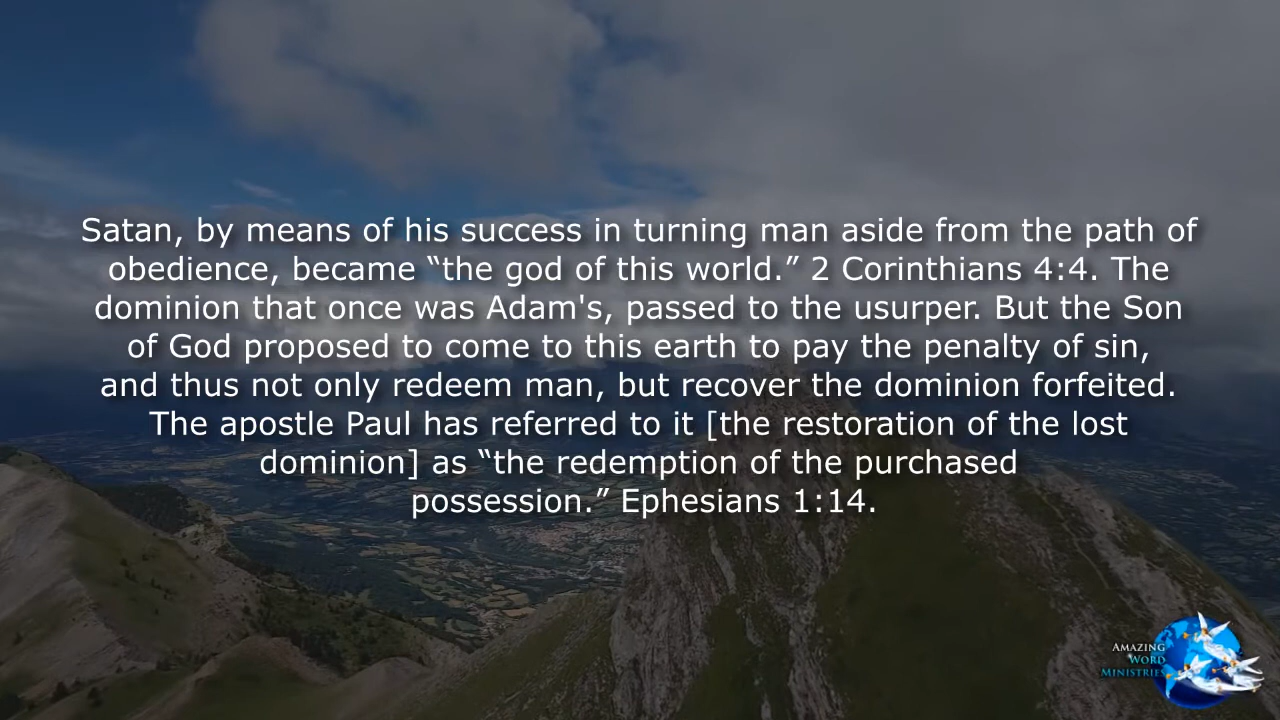 Satan, by means of his success in turning man aside from the path of
obedience, became “the god of this world.” 2 Corinthians 4:4. The
dominion that once was Adam's, passed to the usurper. But the Son
of God proposed to come to this earth to pay the penalty of sin,
and thus not only redeem man, but recover the dominion forfeited.
The apostle Paul has referred to it [the restoration of the lost
dominion] as “the redemption of the purchased
possession.” Ephesians 1:14.
AMAZING
WORD
MINISTRIES